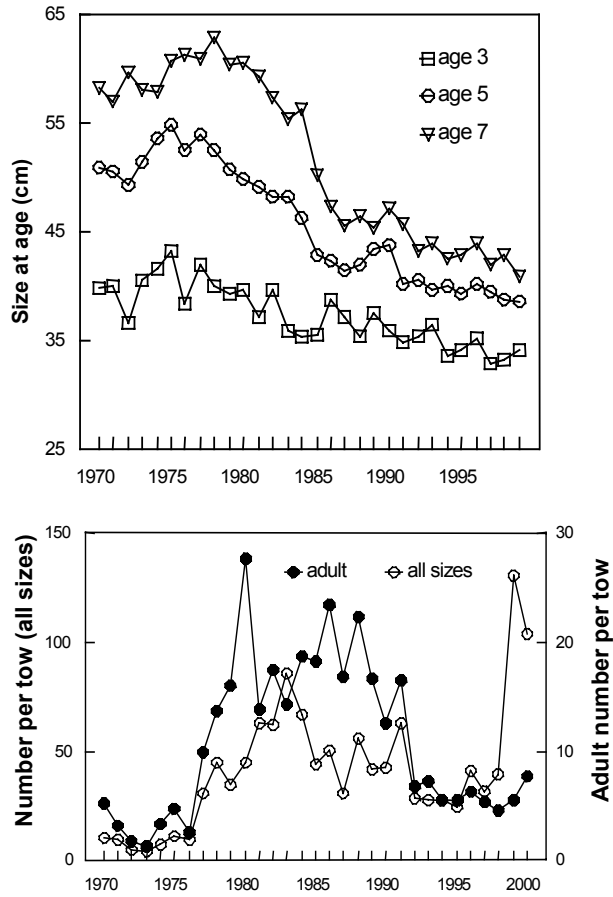 65
55
45
35
25
Size at age (cm)
age 3
age 5
age 7
1970 1975 1980 1985 1990 1995
150
100
50
0
Number per tow (all sizes)
adult all sizes
30
20
10
0
Adult number per tow
1970 1976 1980 1985 1990 1995 2000